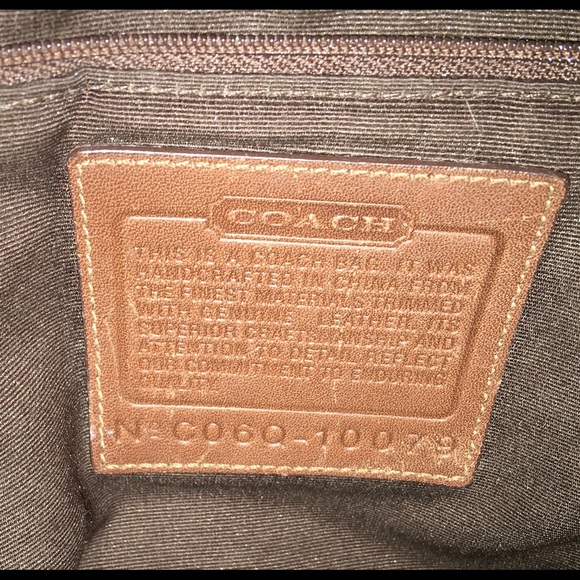 COACH
THIS IS A COACH BAG. IT WAS
HANDCRAFTED IN CHINA FROM
THE FINEST MATERIALS TRIMMED
WITH GENUINE LEATHER. ITS
SUPERIOR CRAFTSMANSHIP AND
ATTENTION TO DETAIL REFLECT
OUR COMMITMENT TO ENDURING
QUALITY.
Nº C06Q-10079